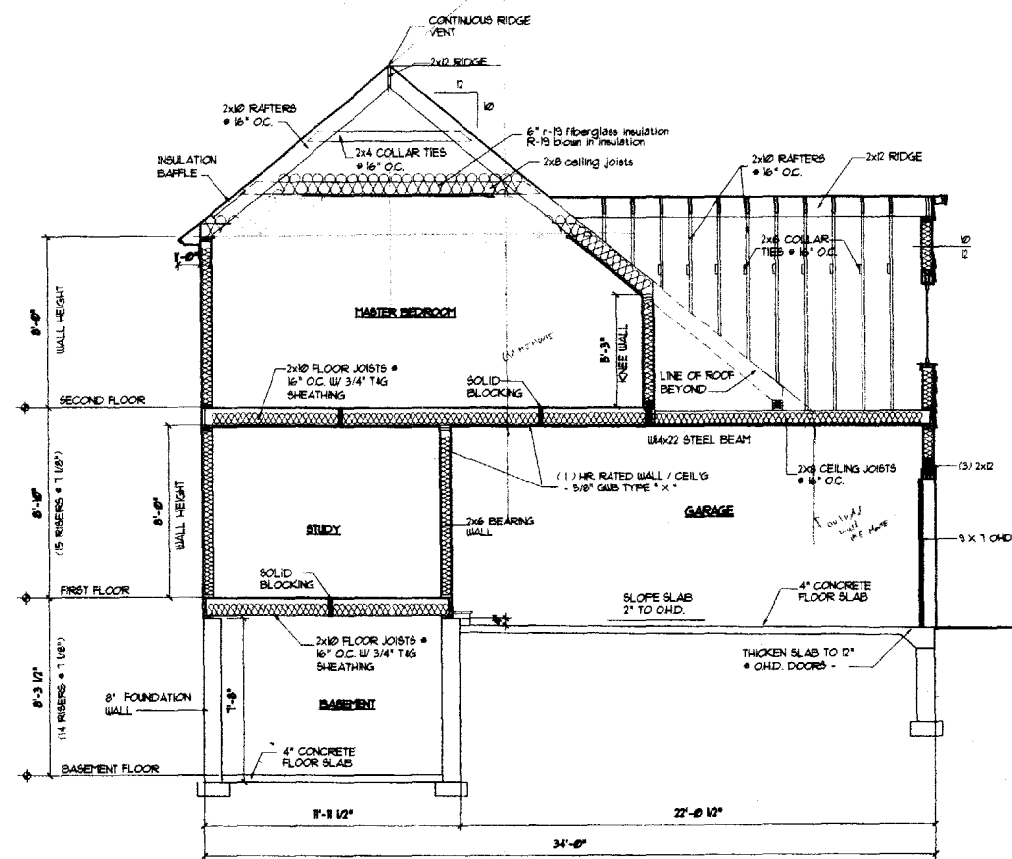 CONTINUOUS RIDGE
VENT
2x12 RIDGE
12
10
2x10 RAFTERS
@ 16" O.C.
6" r-19 fiberglass insulation
R-19 blown in insulation
2x4 COLLAR TIES
@ 16" O.C.
2x8 ceiling joists
INSULATION
BAFFLE
2x10 RAFTERS
@ 16" O.C.
2x12 RIDGE
2x6 COLLAR
TIES @ 16" O.C.
10
12
1'-0"
8'-0"
WALL HEIGHT
MASTER BEDROOM
5'-3"
KNEE WALL
LINE OF ROOF
BEYOND
2x10 FLOOR JOISTS @
16" O.C. W/ 3/4" T&G
SHEATHING
SOLID
BLOCKING
SECOND FLOOR
W14x22 STEEL BEAM
(1) HR. RATED WALL / CEIL'G
- 5/8" GWB TYPE "X"
2x8 CEILING JOISTS
@ 16" O.C.
(3) 2x12
8'-10"
(15 RISERS @ 7 1/8")
8'-0"
WALL HEIGHT
STUDY
2x6 BEARING
WALL
GARAGE
outside
wall
9 X 7 OHD
SOLID
BLOCKING
FIRST FLOOR
SLOPE SLAB
2" TO O.H.D.
4" CONCRETE
FLOOR SLAB
2x10 FLOOR JOISTS @
16" O.C. W/ 3/4" T&G
SHEATHING
THICKEN SLAB TO 12"
@ O.H.D. DOORS -
8'-3 1/2"
(14 RISERS @ 7 1/8")
8" FOUNDATION
WALL
7'-8"
BASEMENT
4" CONCRETE
FLOOR SLAB
BASEMENT FLOOR
11'-11 1/2"
22'-0 1/2"
34'-0"